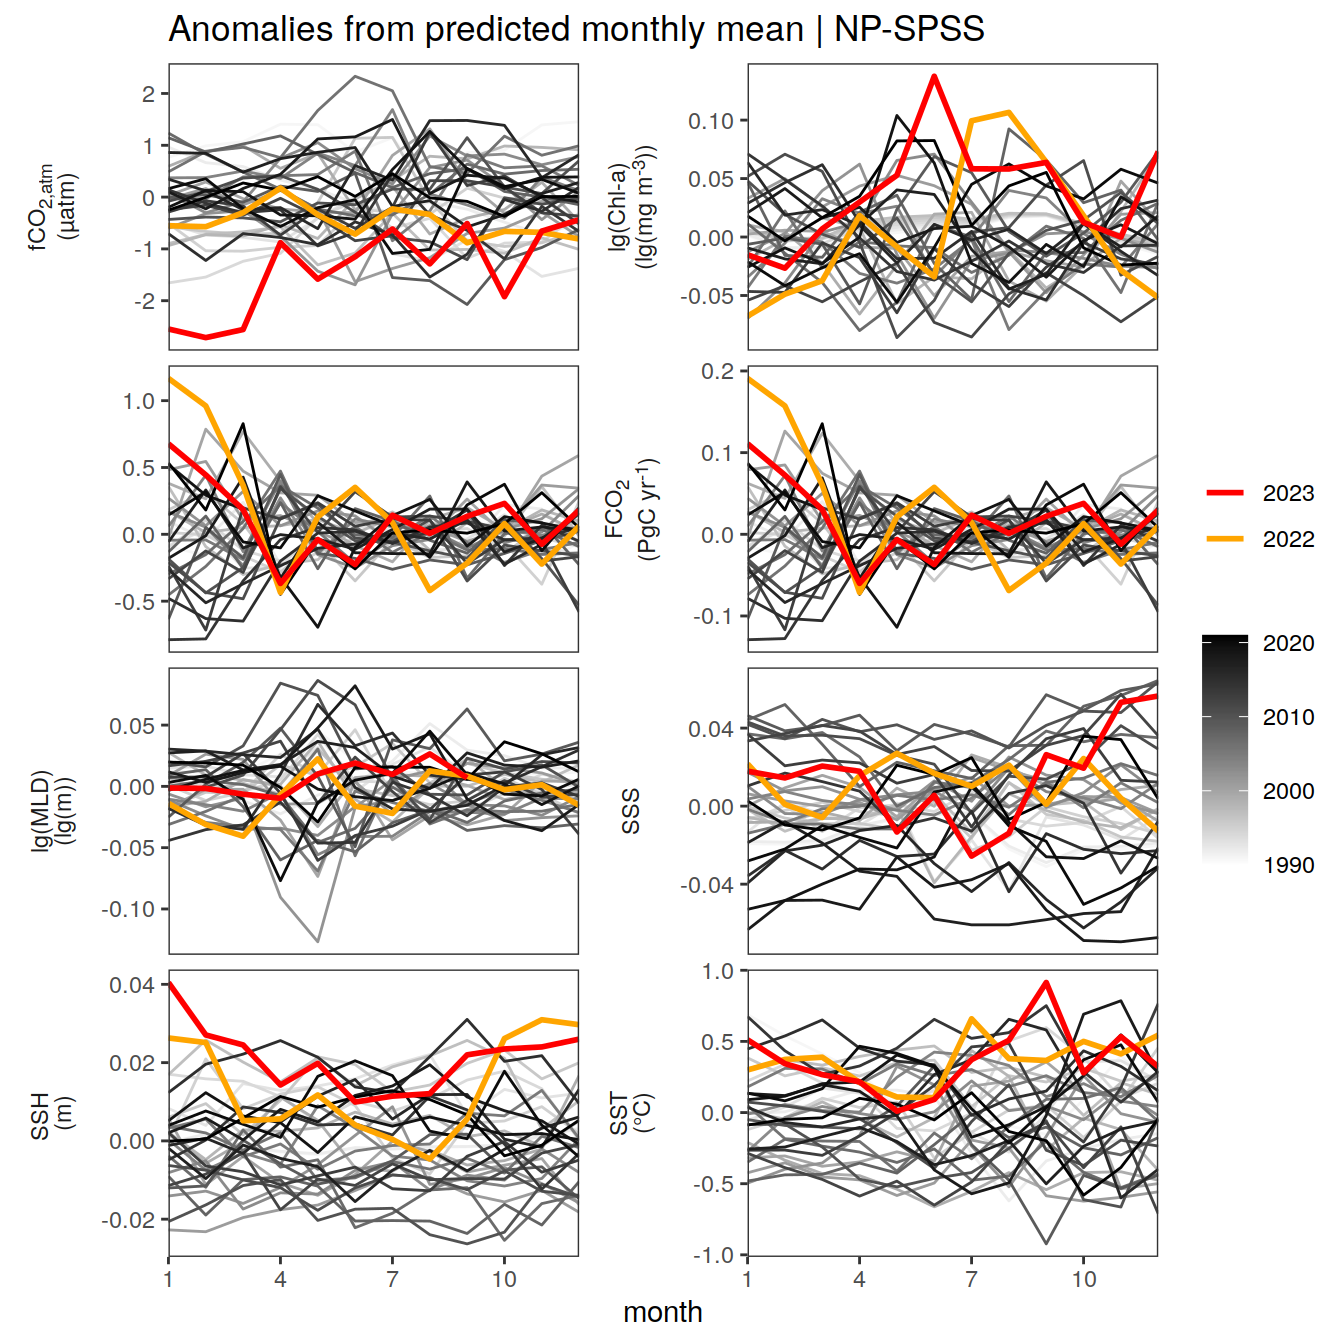 Anomalies from predicted monthly mean | NP-SPSS
fCO2,atm
(µatm)
2
1
0
-1
-2
lg(Chl-a)
(lg(mg m-3))
0.10
0.05
0.00
-0.05
1.0
0.5
0.0
-0.5
FCO2
(PgC yr-1)
0.2
0.1
0.0
-0.1
lg(MLD)
(lg(m))
0.05
0.00
-0.05
-0.10
SSS
0.04
0.00
-0.04
SSH
(m)
0.04
0.02
0.00
-0.02
SST
(°C)
1.0
0.5
0.0
-0.5
-1.0
1 4 7 10
1 4 7 10
month
2023
2022
2020
2010
2000
1990